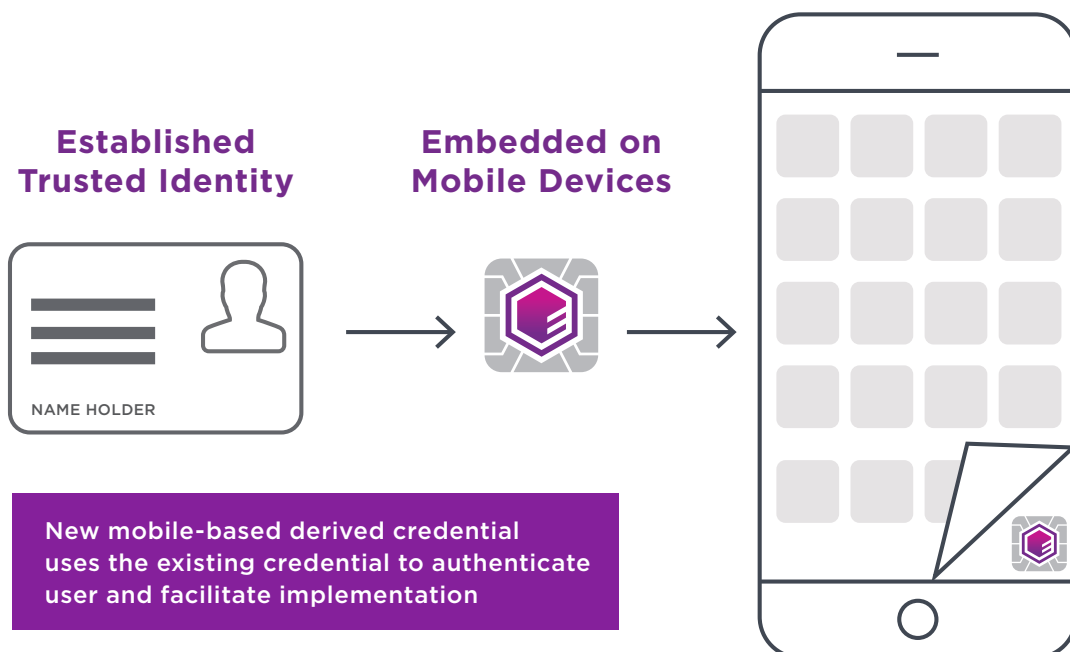 Established
Trusted Identity
Embedded on
Mobile Devices
NAME HOLDER
New mobile-based derived credential
uses the existing credential to authenticate
user and facilitate implementation